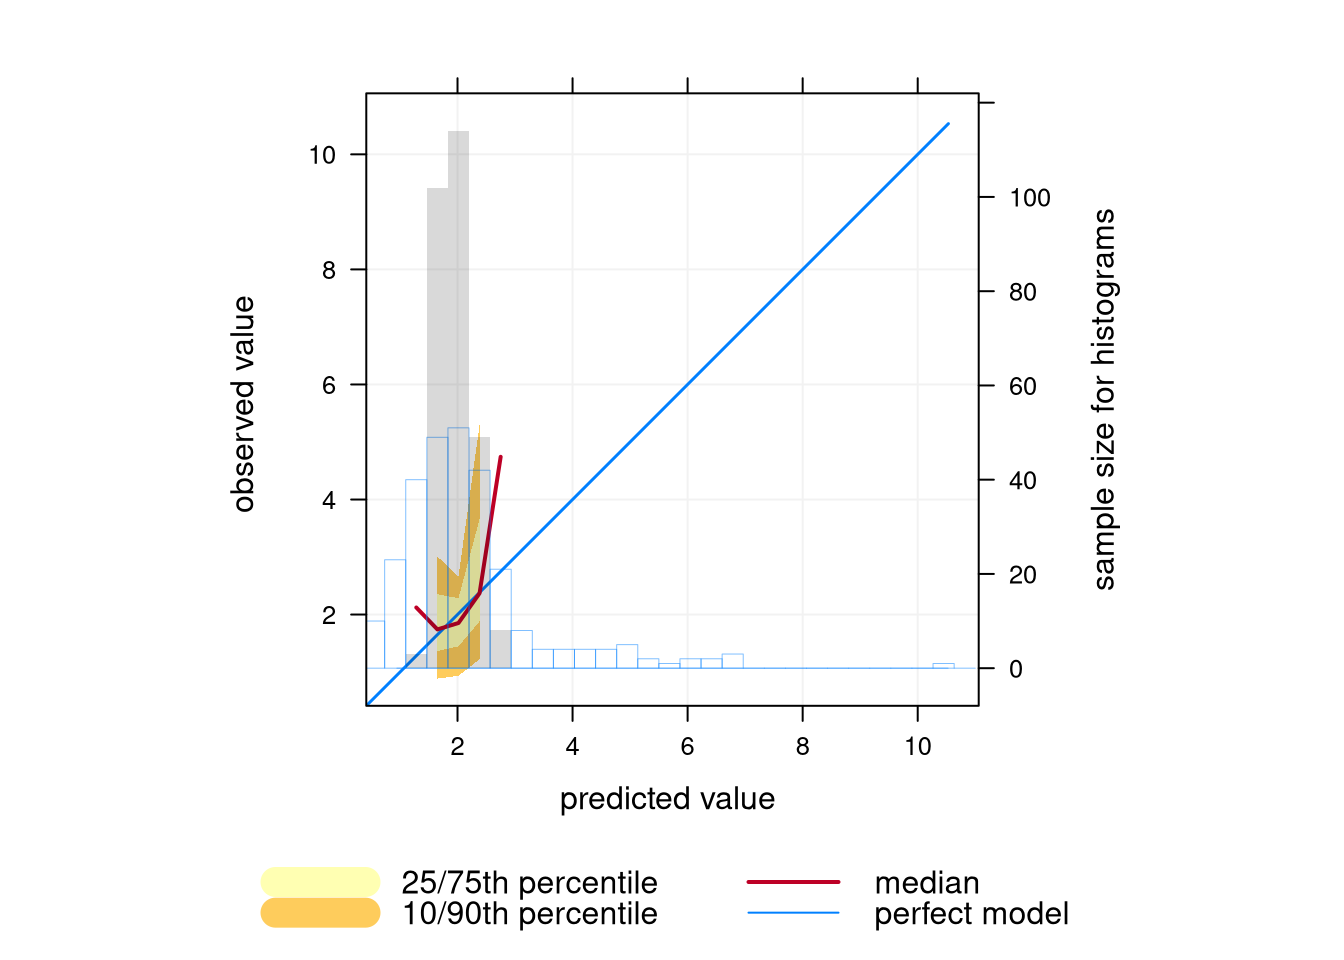 10
8
6
4
2
observed value
100
80
60
40
20
0
sample size for histograms
2 4 6 8 10
predicted value
25/75th percentile median
10/90th percentile perfect model